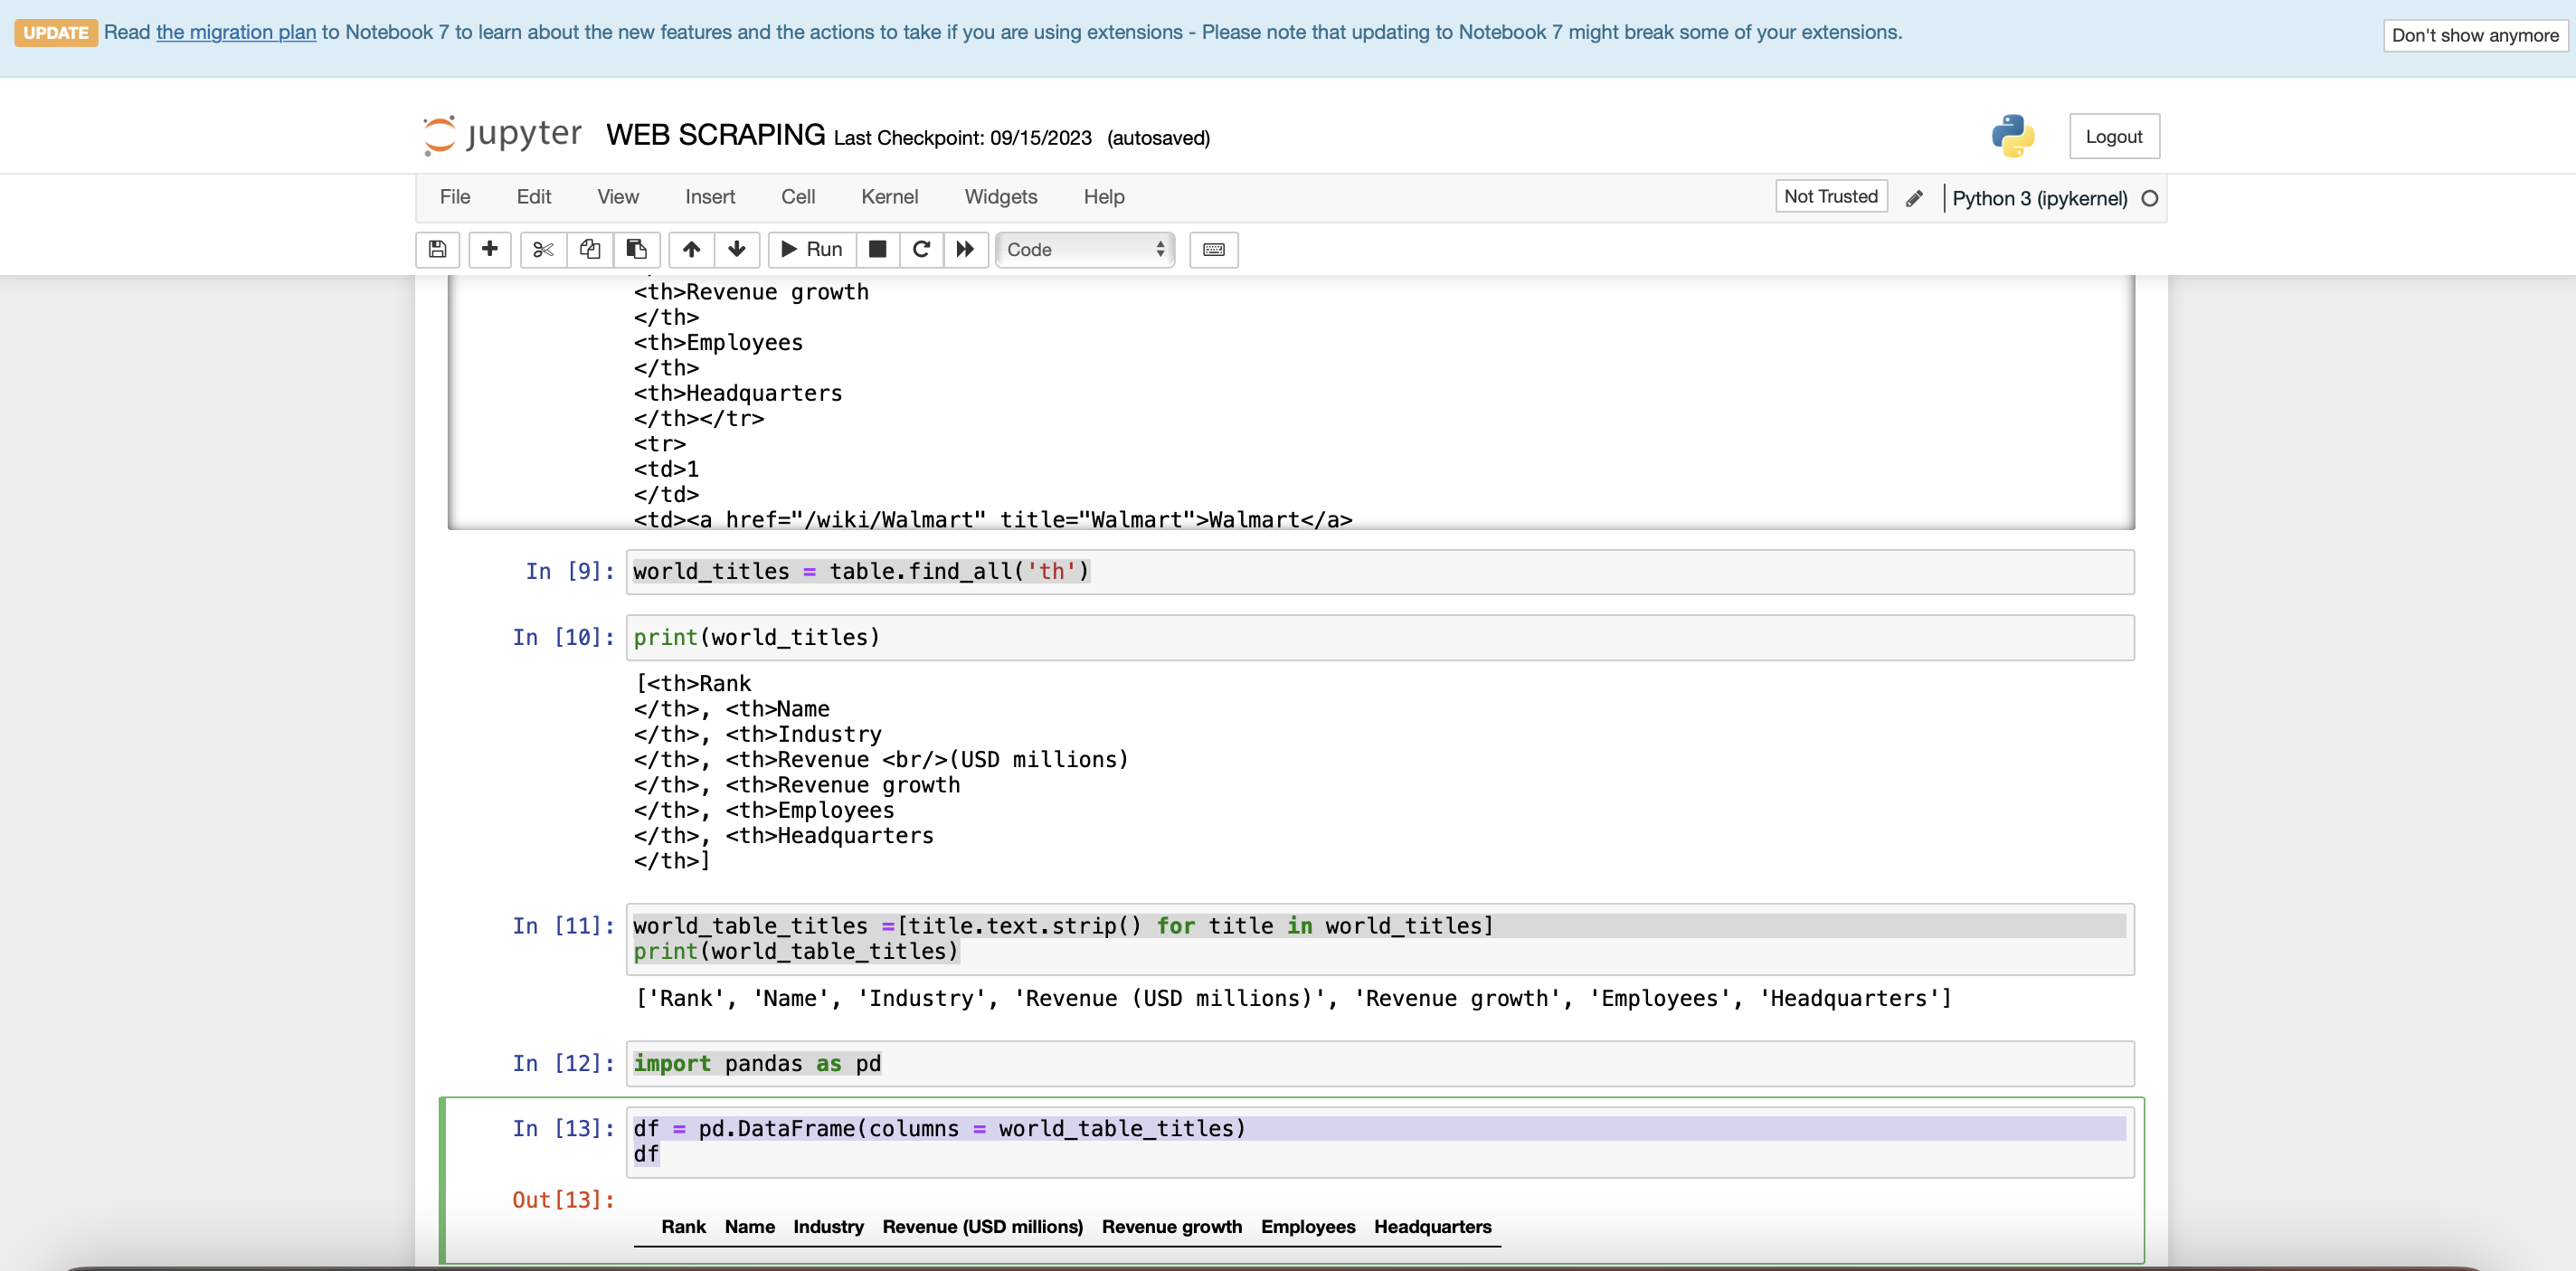 UPDATE Read the migration plan to Notebook 7 to learn about the new features and the actions to take if you are using extensions - Please note that updating to Notebook 7 might break some of your extensions.
Don't show anymore
jupyter WEB SCRAPING Last Checkpoint: 09/15/2023 (autosaved)
Logout
File Edit View Insert Cell Kernel Widgets Help
Not Trusted Python 3 (ipykernel)
Run Code
<th>Revenue growth
</th>
<th>Employees
</th>
<th>Headquarters
</th></tr>
<tr>
<td>1
</td>
<td><a href="/wiki/Walmart" title="Walmart">Walmart</a>
In [9]: world_titles = table.find_all('th')
In [10]: print(world_titles)
[<th>Rank
</th>, <th>Name
</th>, <th>Industry
</th>, <th>Revenue <br/>(USD millions)
</th>, <th>Revenue growth
</th>, <th>Employees
</th>, <th>Headquarters
</th>]
In [11]: world_table_titles =[title.text.strip() for title in world_titles]
print(world_table_titles)
['Rank', 'Name', 'Industry', 'Revenue (USD millions)', 'Revenue growth', 'Employees', 'Headquarters']
In [12]: import pandas as pd
In [13]: df = pd.DataFrame(columns = world_table_titles)
df
Out[13]:
Rank Name Industry Revenue (USD millions) Revenue growth Employees Headquarters